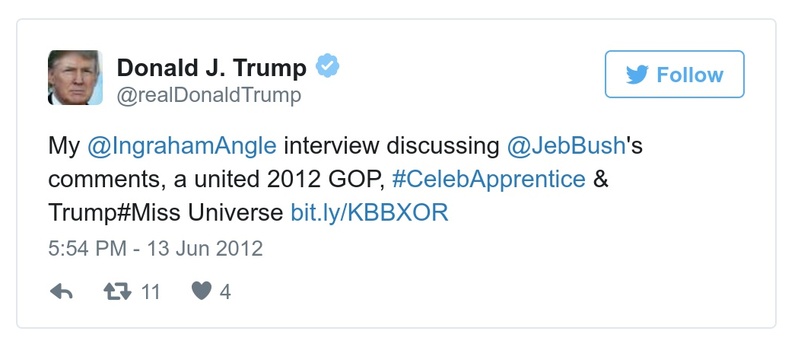 Donald J. Trump
@realDonaldTrump
Follow
My @IngrahamAngle interview discussing @JebBush's
comments, a united 2012 GOP, #CelebApprentice &
Trump#Miss Universe bit.ly/KBBXOR
5:54 PM - 13 Jun 2012
11 4